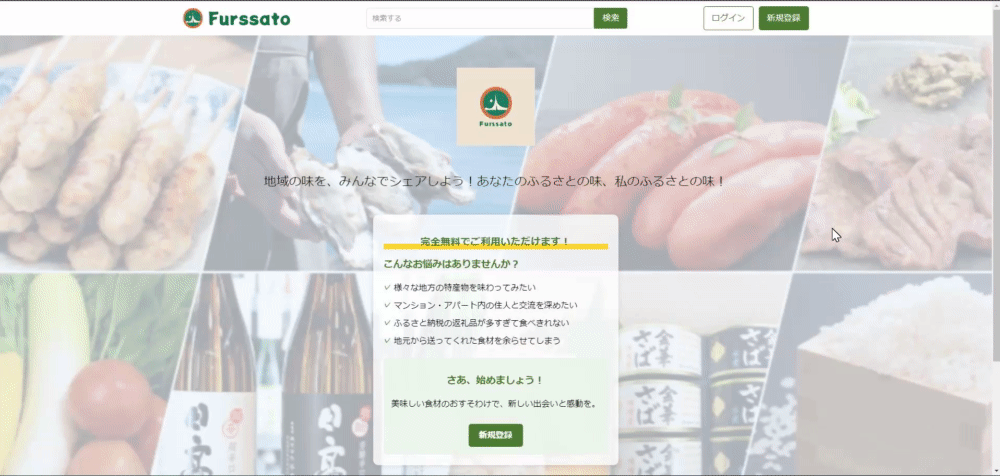 Furssato
検索する
検索
ログイン
新規登録
Furssato
地域の味を、みんなでシェアしよう！あなたのふるさとの味、私のふるさとの味！
完全無料でご利用いただけます！
こんなお悩みはありませんか？
✓ 様々な地方の特産物を味わってみたい
✓ マンション・アパート内の住人と交流を深めたい
✓ ふるさと納税の返礼品が多すぎて食べきれない
✓ 地元から送ってくれた食材を余らせてしまう
さあ、始めましょう！
美味しい食材のおすそわけで、新しい出会いと感動を。
新規登録
日高
金華さば
金華さば